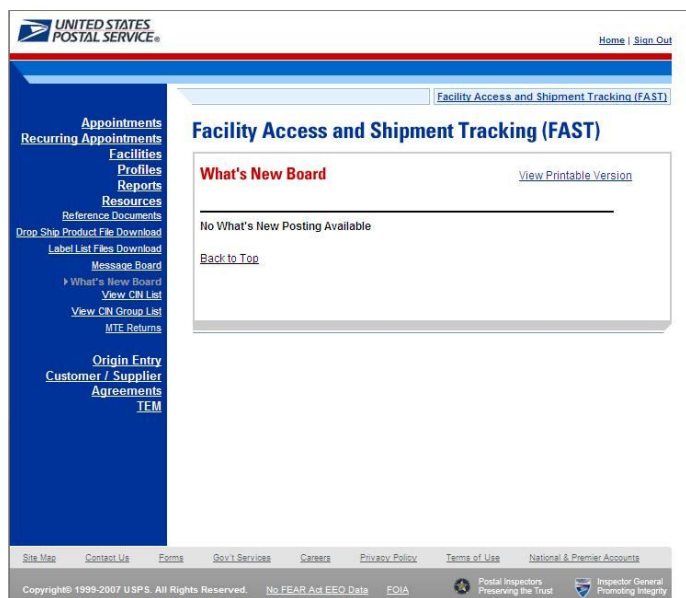 UNITED STATES
POSTAL SERVICE®
Home | Sign Out
Facility Access and Shipment Tracking (FAST)
Appointments
Recurring Appointments
Facilities
Profiles
Reports
Resources
Reference Documents
Drop Ship Product File Download
Label List Files Download
Message Board
What's New Board
View CIN List
View CIN Group List
MTE Returns
Origin Entry
Customer / Supplier
Agreements
TEM
Facility Access and Shipment Tracking (FAST)
What's New Board
View Printable Version
No What's New Posting Available
Back to Top
Site Map Contact Us Forms Gov't Services Careers Privacy Policy Terms of Use National & Premier Accounts
Copyright© 1999-2007 USPS. All Rights Reserved. No FEAR Act EEO Data FOIA
Postal Inspectors
Preserving the Trust
Inspector General
Promoting Integrity